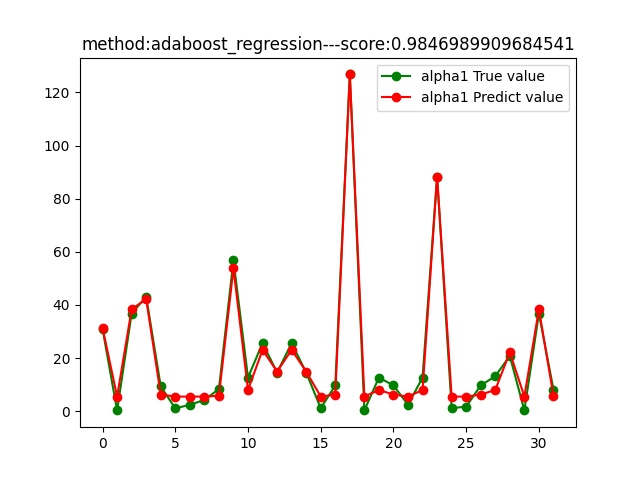 method:adaboost_regression---score:0.9846989909684541
alpha1 True value
alpha1 Predict value
120
100
80
60
40
20
0
0 5 10 15 20 25 30